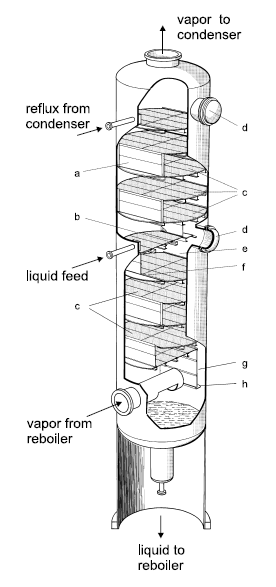 vapor to
condenser
reflux from
condenser
d
a
c
b
d
e
liquid feed
f
c
g
h
vapor from
reboiler
liquid to
reboiler